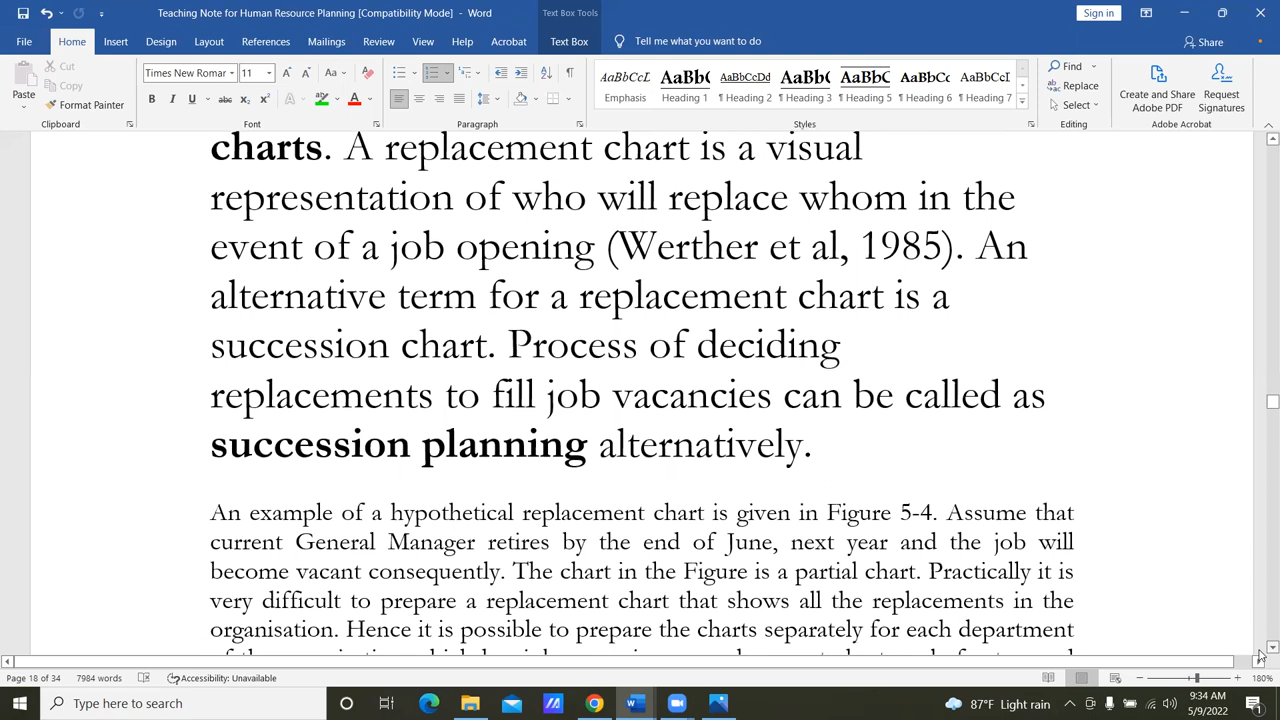 Teaching Note for Human Resource Planning [Compatibility Mode] - Word
Text Box Tools
Sign in
File Home Insert Design Layout References Mailings Review View Help Acrobat Text Box Tell me what you want to do Share
Cut
Copy
Format Painter
Paste
Clipboard
Times New Romar 11
Font
Paragraph
AaBbCcL AaBb( AaBbCcDd AaBb( AaBbCc AaBbCc AaBbCcI
Emphasis Heading 1 ¶ Heading 2 ¶ Heading 3 Heading 5 ¶ Heading 6 ¶ Heading 7
Styles
Find
Replace
Select
Editing
Create and Share Adobe PDF
Request Signatures
Adobe Acrobat
charts. A replacement chart is a visual
representation of who will replace whom in the
event of a job opening (Werther et al, 1985). An
alternative term for a replacement chart is a
succession chart. Process of deciding
replacements to fill job vacancies can be called as
succession planning alternatively.
An example of a hypothetical replacement chart is given in Figure 5-4. Assume that
current General Manager retires by the end of June, next year and the job will
become vacant consequently. The chart in the Figure is a partial chart. Practically it is
very difficult to prepare a replacement chart that shows all the replacements in the
organisation. Hence it is possible to prepare the charts separately for each department
Page 18 of 34 7984 words Accessibility: Unavailable 180%
Type here to search
87°F Light rain
9:34 AM
5/9/2022